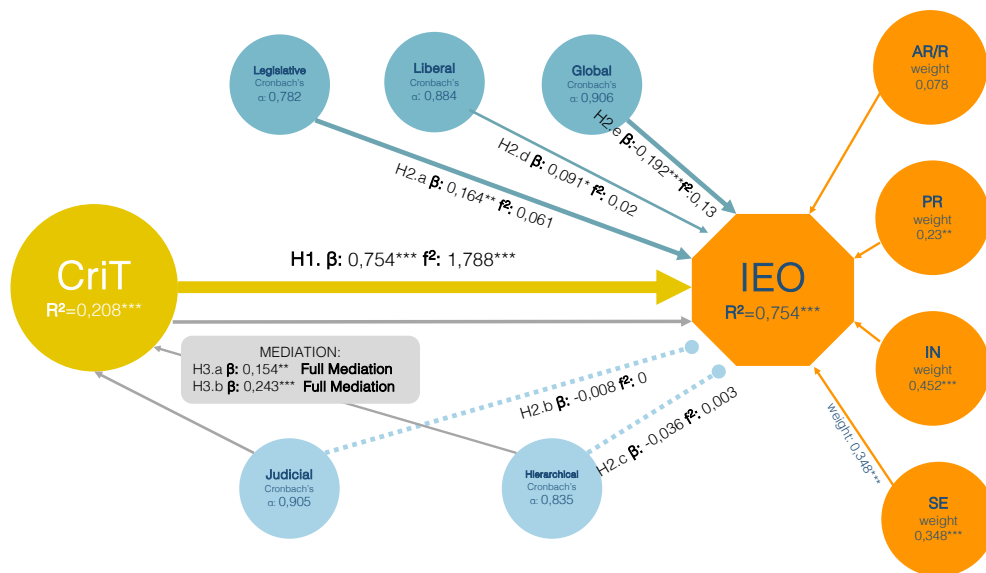 Legislative
Cronbach's
α: 0,782
Liberal
Cronbach's
α: 0,884
Global
Cronbach's
α: 0,906
AR/R
weight
0,078
H2.a β: 0,164** f²: 0,061
H2.d β: 0,091* f²: 0,02
H2.e β:-0,192***f²:0,13
PR
weight
0,23**
CriT
R²=0,208***
H1. β: 0,754*** f²: 1,788***
IEO
R²=0,754***
MEDIATION:
H3.a β: 0,154** Full Mediation
H3.b β: 0,243*** Full Mediation
IN
weight
0,452***
H2.b β: -0,008 f²: 0
H2.c β: -0,036 f²: 0,003
weight: 0,348***
Judicial
Cronbach's
α: 0,905
Hierarchical
Cronbach's
α: 0,835
SE
weight
0,348***